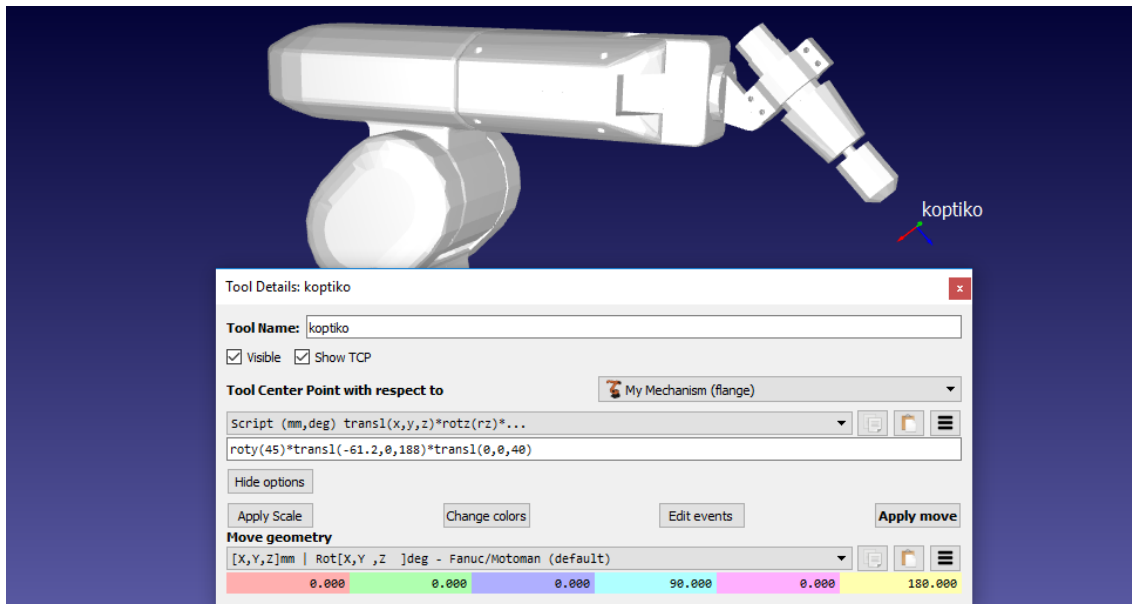 koptiko
Tool Details: koptiko
x
Tool Name: koptiko
Visible Show TCP
Tool Center Point with respect to My Mechanism (flange)
Script (mm,deg) transl(x,y,z)*rotz(rz)*...
roty(45)*transl(-61.2,0,188)*transl(0,0,40)
Hide options
Apply Scale Change colors Edit events Apply move
Move geometry
[X,Y,Z]mm | Rot[X,Y ,Z ]deg - Fanuc/Motoman (default)
0.000 0.000 0.000 90.000 0.000 180.000